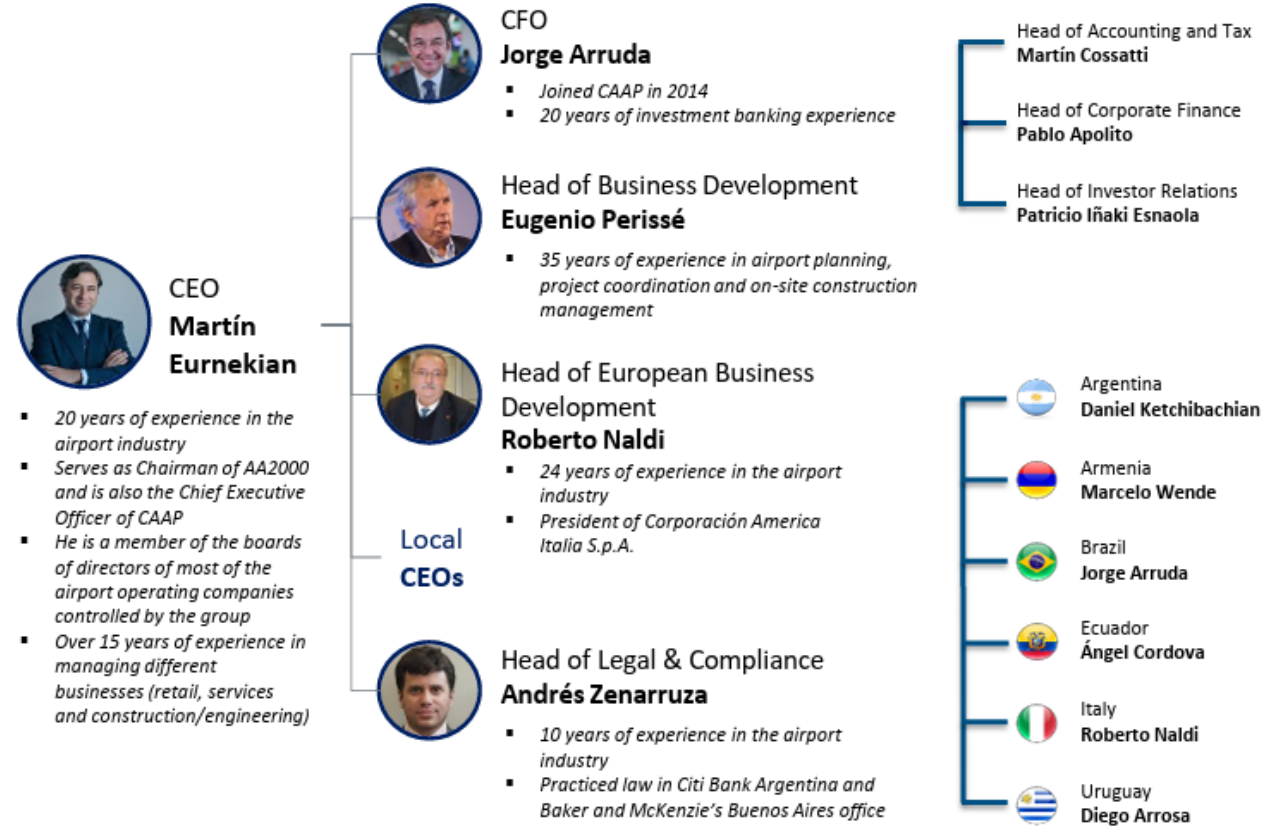 CEO
Martín
Eurnekian
▪ 20 years of experience in the
airport industry
▪ Serves as Chairman of AA2000
and is also the Chief Executive
Officer of CAAP
▪ He is a member of the boards
of directors of most of the
airport operating companies
controlled by the group
▪ Over 15 years of experience in
managing different
businesses (retail, services
and construction/engineering)
CFO
Jorge Arruda
▪ Joined CAAP in 2014
▪ 20 years of investment banking experience
Head of Business Development
Eugenio Perissé
▪ 35 years of experience in airport planning,
project coordination and on-site construction
management
Head of European Business
Development
Roberto Naldi
▪ 24 years of experience in the airport
industry
▪ President of Corporación America
Italia S.p.A.
Local
CEOs
Head of Legal & Compliance
Andrés Zenarruza
▪ 10 years of experience in the airport
industry
▪ Practiced law in Citi Bank Argentina and
Baker and McKenzie's Buenos Aires office
Head of Accounting and Tax
Martín Cossatti
Head of Corporate Finance
Pablo Apolito
Head of Investor Relations
Patricio Iñaki Esnaola
Argentina
Daniel Ketchibachian
Armenia
Marcelo Wende
Brazil
Jorge Arruda
Ecuador
Ángel Cordova
Italy
Roberto Naldi
Uruguay
Diego Arrosa